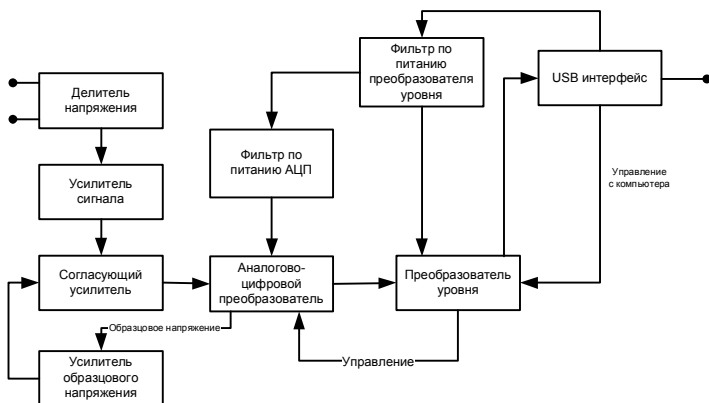 Фильтр по
питанию
преобразователя
уровня
USB интерфейс
Делитель
напряжения
Фильтр по
питанию АЦП
Управление
с компьютера
Усилитель
сигнала
Согласующий
усилитель
Аналогово-
цифровой
преобразователь
Преобразователь
уровня
Образцовое напряжение
Управление
Усилитель
образцового
напряжения